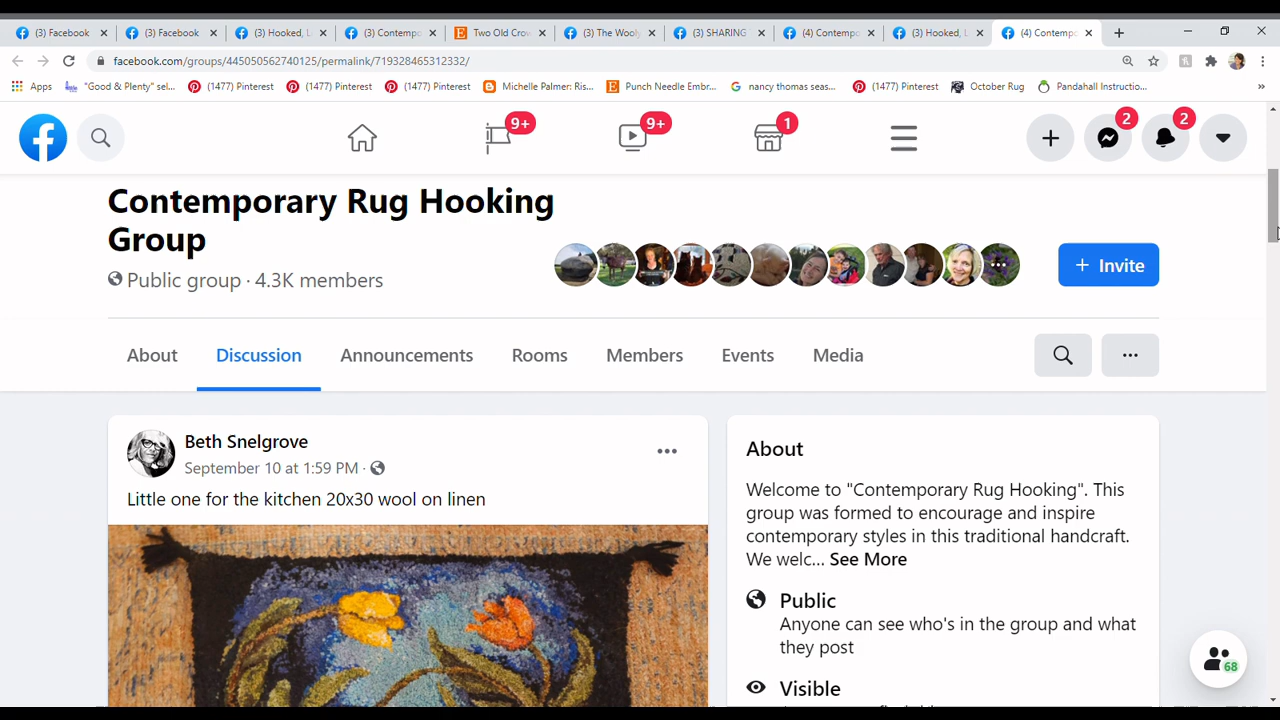 (3) Facebook
(3) Facebook
(3) Hooked, L
(3) Contempo
Two Old Crow
(3) The Wooly
(3) SHARING
(4) Contempo
(3) Hooked, L
(4) Contemp
facebook.com/groups/445050562740125/permalink/719328465312332/
Apps
"Good & Plenty" sel...
(1477) Pinterest
(1477) Pinterest
(1477) Pinterest
Michelle Palmer: Ris...
Punch Needle Embr...
nancy thomas seas...
(1477) Pinterest
October Rug
Pandahall Instructio...
»
9+
9+
1
2
2
Contemporary Rug Hooking
Group
Public group · 4.3K members
+ Invite
About
Discussion
Announcements
Rooms
Members
Events
Media
Beth Snelgrove
September 10 at 1:59 PM ·
Little one for the kitchen 20x30 wool on linen
About
Welcome to "Contemporary Rug Hooking". This
group was formed to encourage and inspire
contemporary styles in this traditional handcraft.
We welc... See More
Public
Anyone can see who's in the group and what
they post
Visible
68